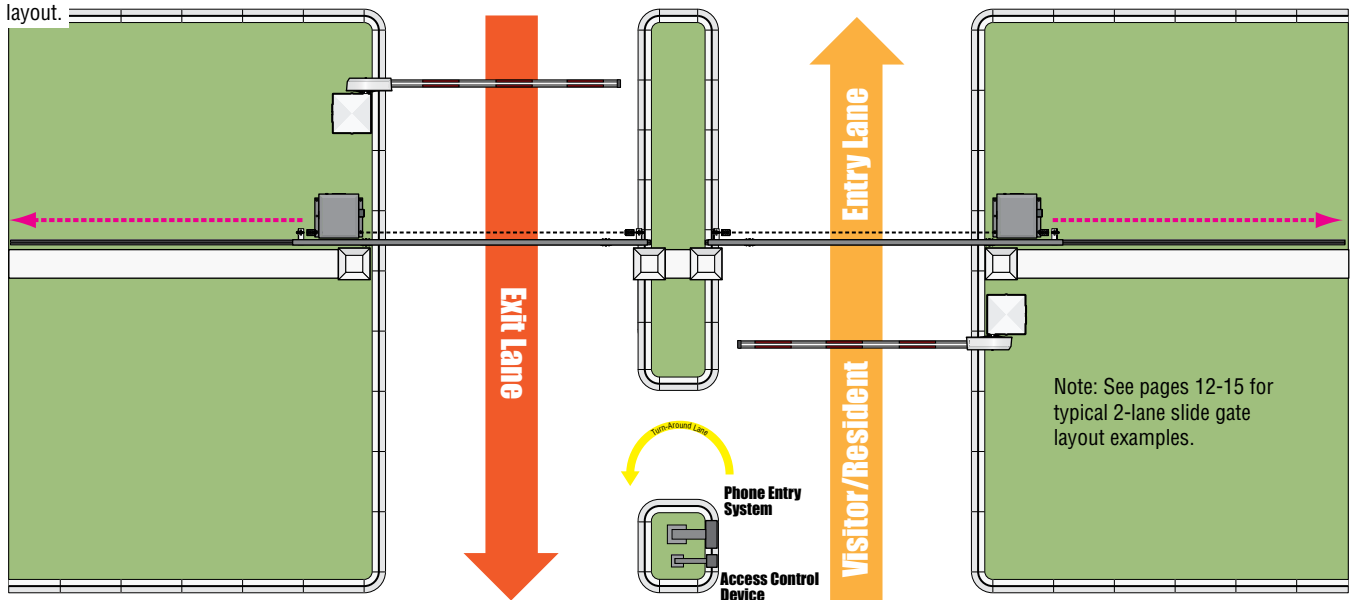 layout.
Exit Lane
Entry Lane
Visitor/Resident
Note: See pages 12-15 for
typical 2-lane slide gate
layout examples.
Turn-Around Lane
Phone Entry
System
Access Control
Device